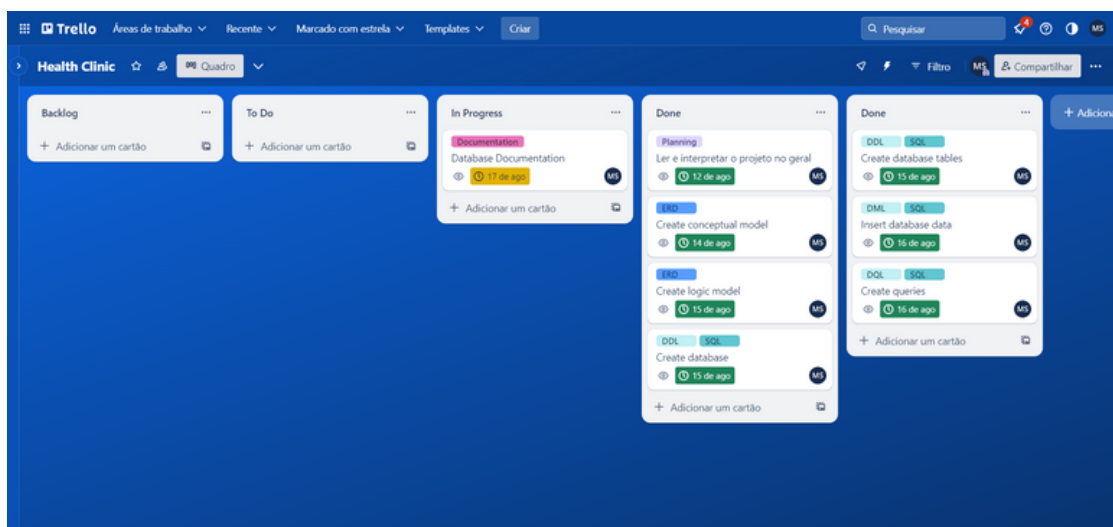 Trello Áreas de trabalho Recente Marcado com estrela Templates Criar Pesquisar 4 MS
Health Clinic Quadro Filtro MS Compartilhar
Backlog
+ Adicionar um cartão
To Do
+ Adicionar um cartão
In Progress
Documentation
Database Documentation
17 de ago MS
+ Adicionar um cartão
Done
Planning
Ler e interpretar o projeto no geral
12 de ago MS
ERD
Create conceptual model
14 de ago MS
ERD
Create logic model
15 de ago MS
DDL SQL
Create database
15 de ago MS
+ Adicionar um cartão
Done
DDL SQL
Create database tables
15 de ago MS
DML SQL
Insert database data
16 de ago MS
DQL SQL
Create queries
16 de ago MS
+ Adicionar um cartão
+ Adicion